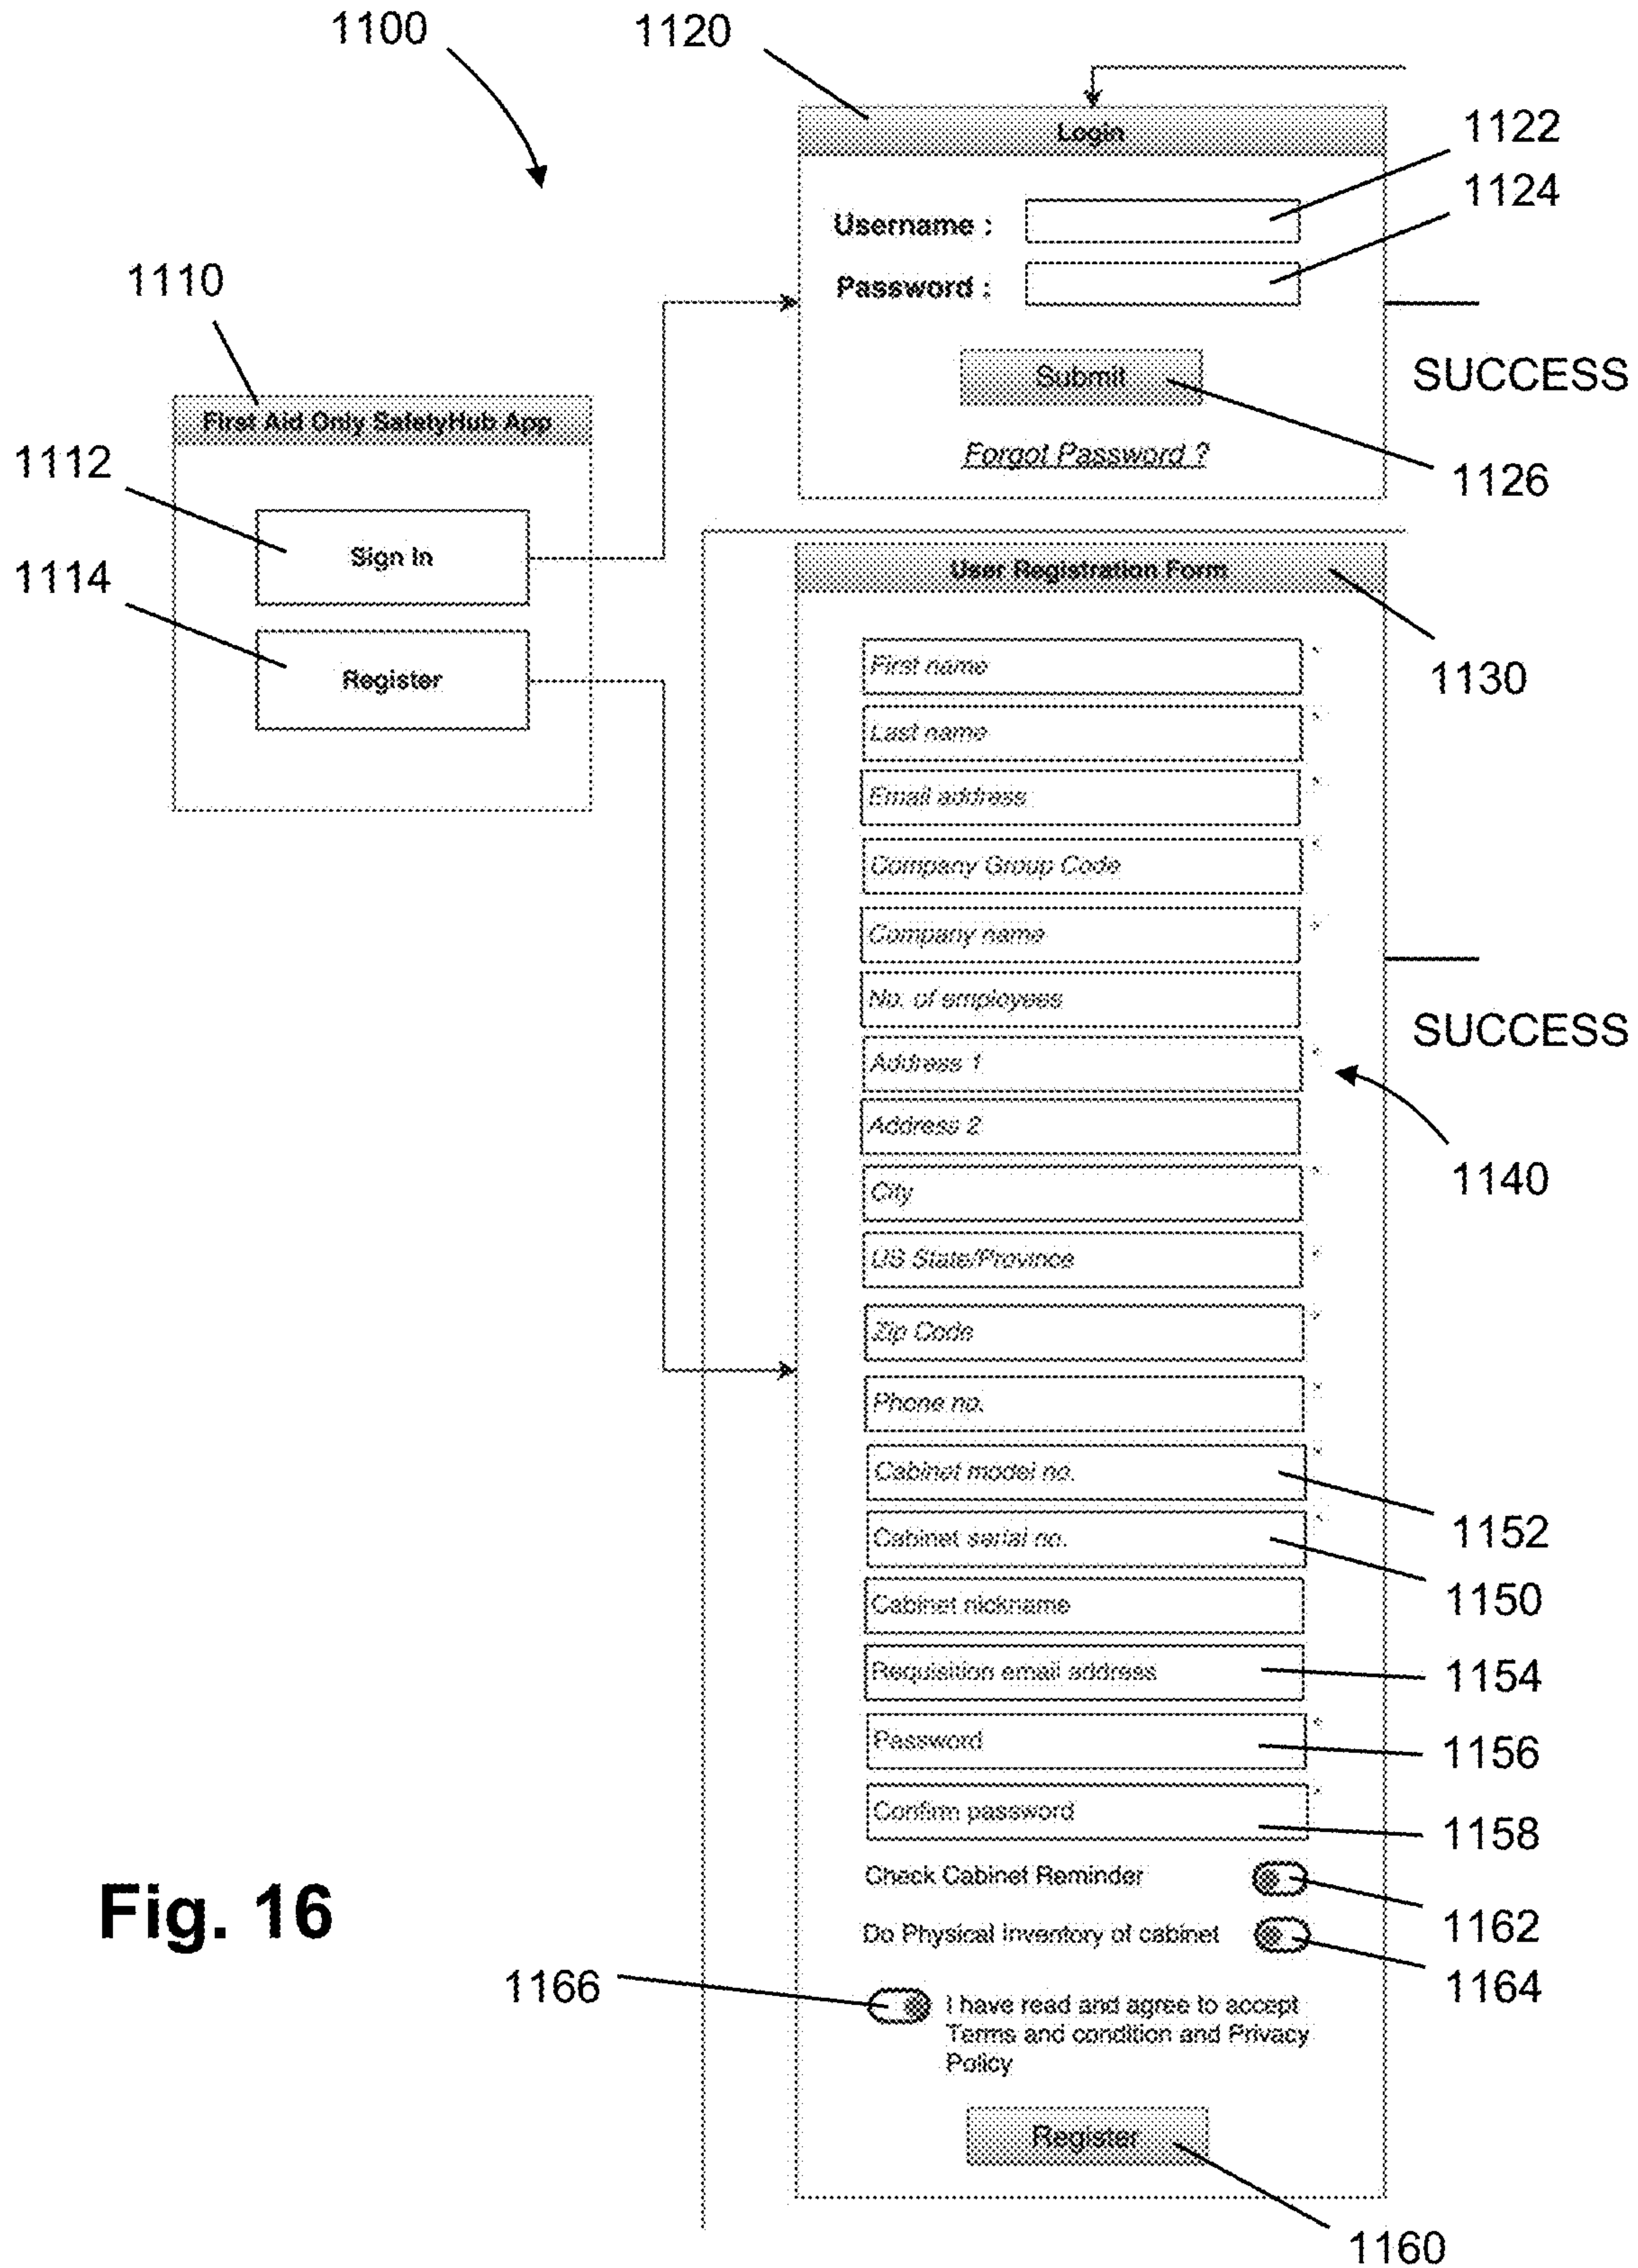 1100
1120
Login
1122
Username :
1124
Password :
1110
SUCCESS
Submit
First Aid Only SafetyHub App
1112
Forgot Password ?
1126
Sign In
1114
User Registration Form
1130
Register
First name *
Last name *
Email address *
Company Group Code *
Company name *
No. of employees
SUCCESS
Address 1 *
Address 2
1140
City *
US State/Province *
Zip Code *
Phone no. *
Cabinet model no. *
1152
Cabinet serial no. *
1150
Cabinet nickname
Requisition email address
1154
Password *
1156
Confirm password *
1158
Check Cabinet Reminder
Fig. 16
1162
Do Physical Inventory of cabinet
1164
1166
I have read and agree to accept
Terms and condition and Privacy
Policy
Register
1160